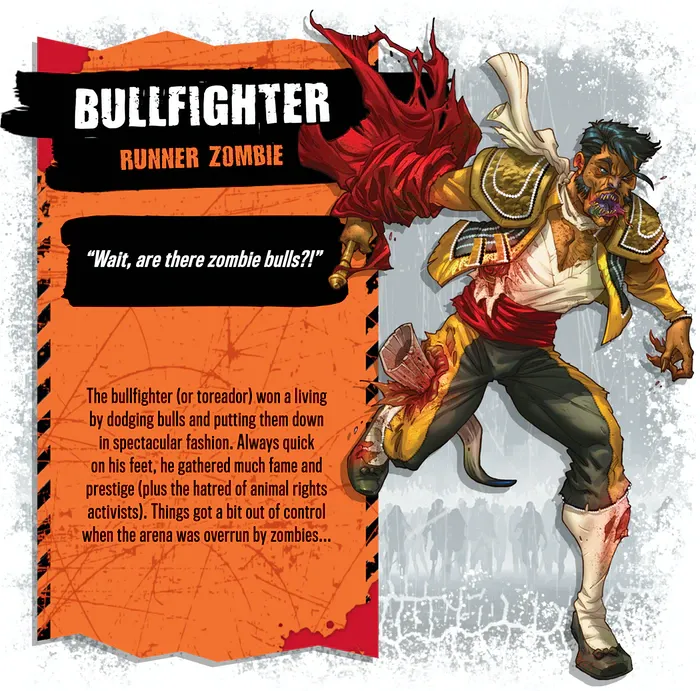 BULLFIGHTER
RUNNER ZOMBIE
“Wait, are there zombie bulls?!”
The bullfighter (or toreador) won a living
by dodging bulls and putting them down
in spectacular fashion. Always quick
on his feet, he gathered much fame and
prestige (plus the hatred of animal rights
activists). Things got a bit out of control
when the arena was overrun by zombies...